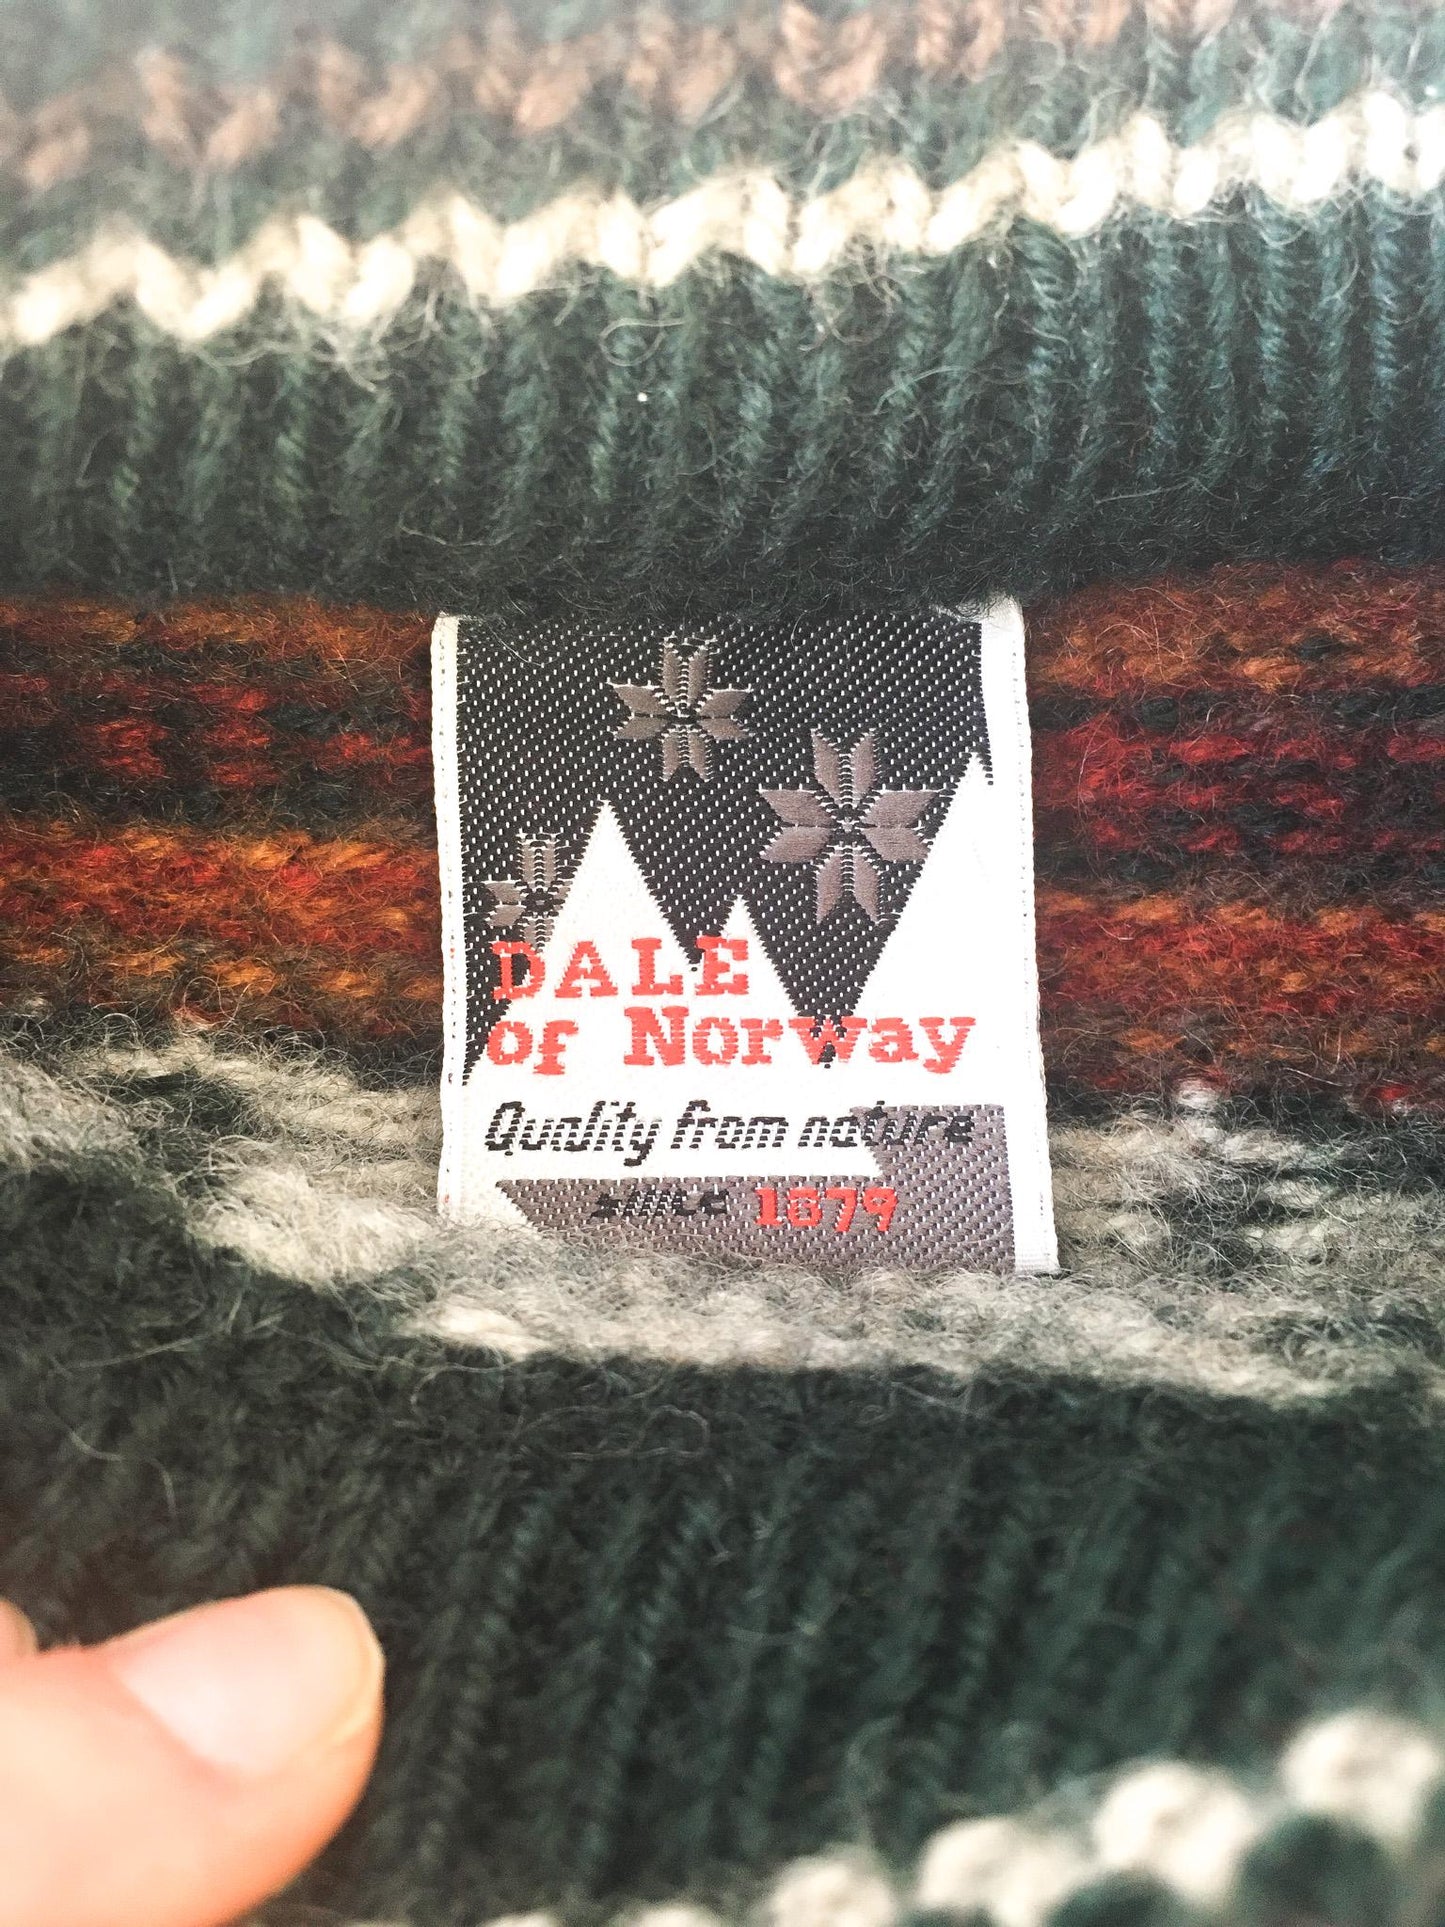 DALE
of Norway
Quality from nature
since 1879